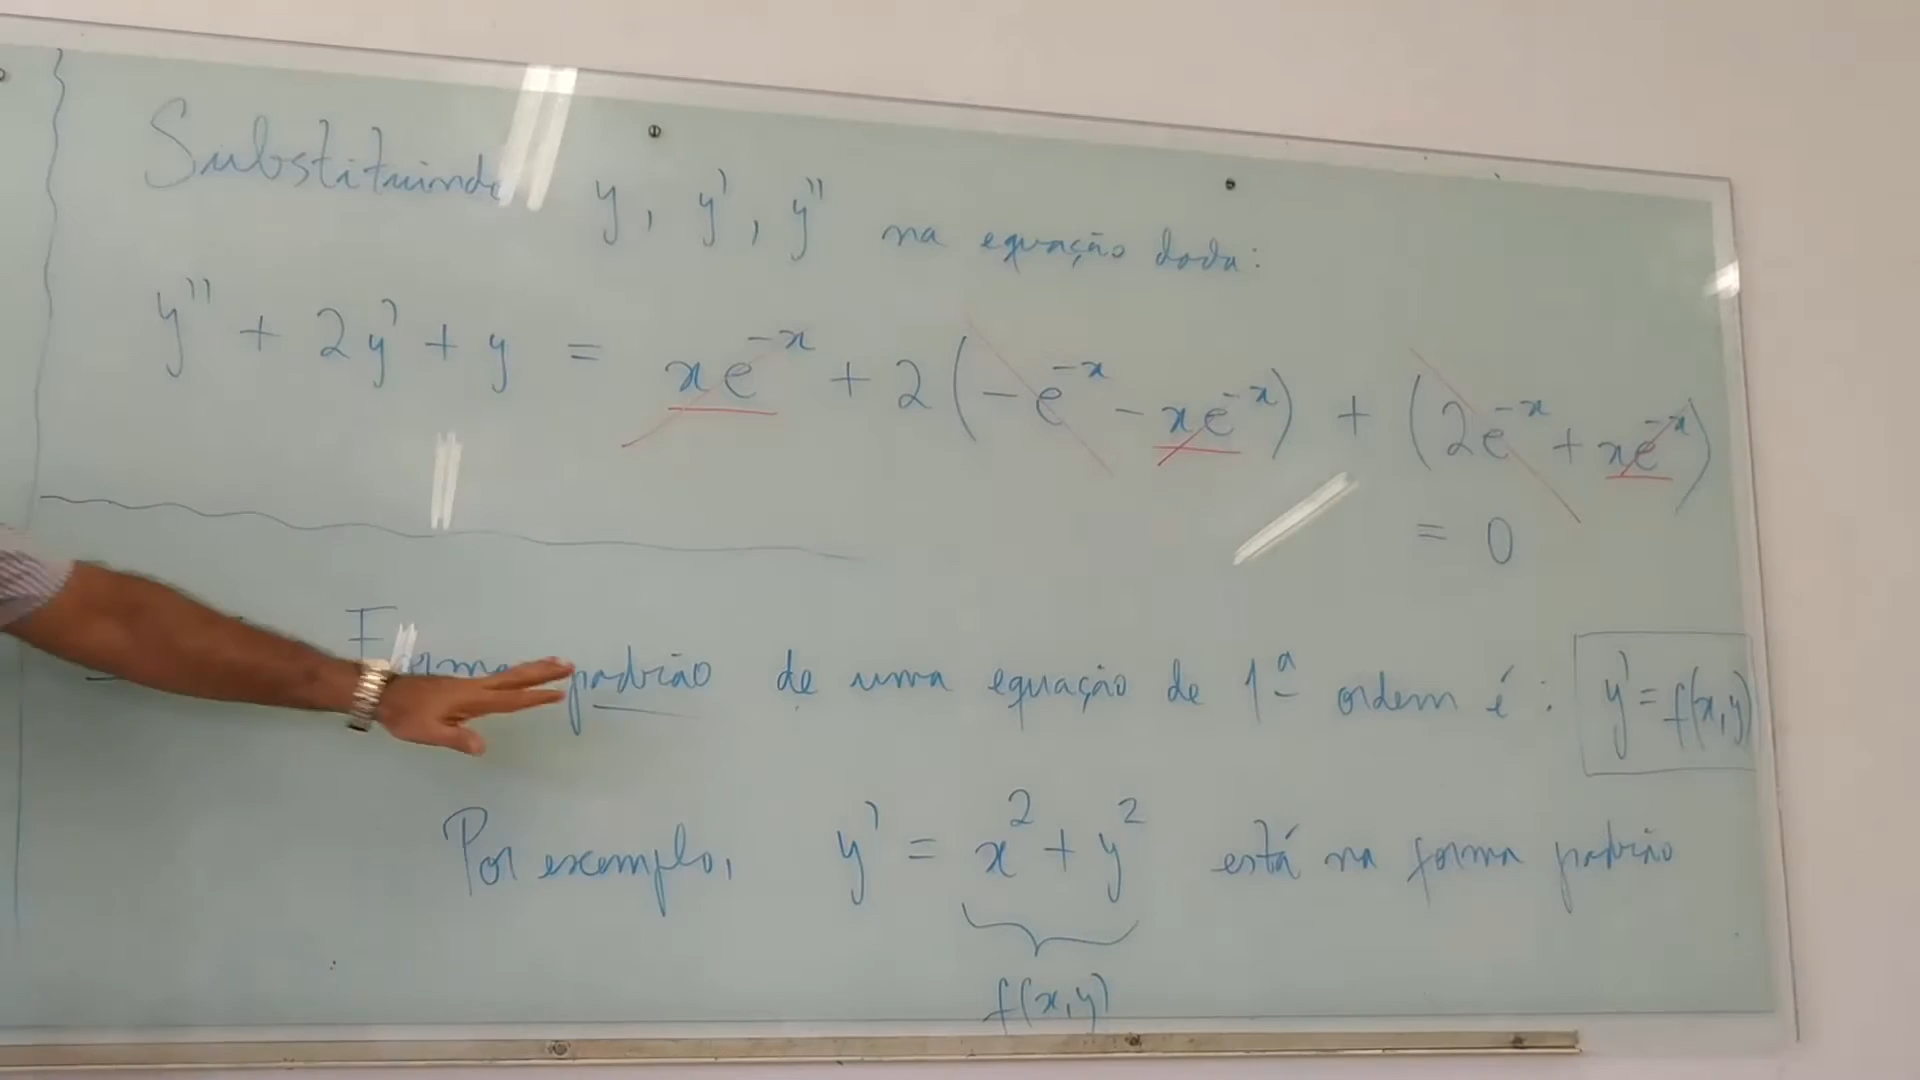 Substituindo y, y', y'' na equação dada:
y'' + 2y' + y = xe^-x + 2(-e^-x - xe^-x) + (2e^-x + xe^-x)
= 0
Forma padrão de uma equação de 1ª ordem é: y' = f(x,y)
Por exemplo, y' = x² + y² está na forma padrão
f(x,y)